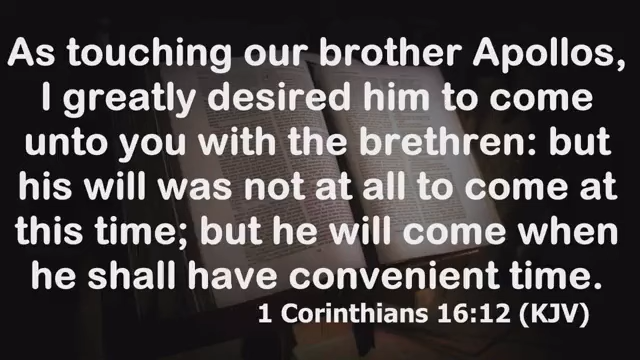 As touching our brother Apollos,
I greatly desired him to come
unto you with the brethren: but
his will was not at all to come at
this time; but he will come when
he shall have convenient time.
1 Corinthians 16:12 (KJV)